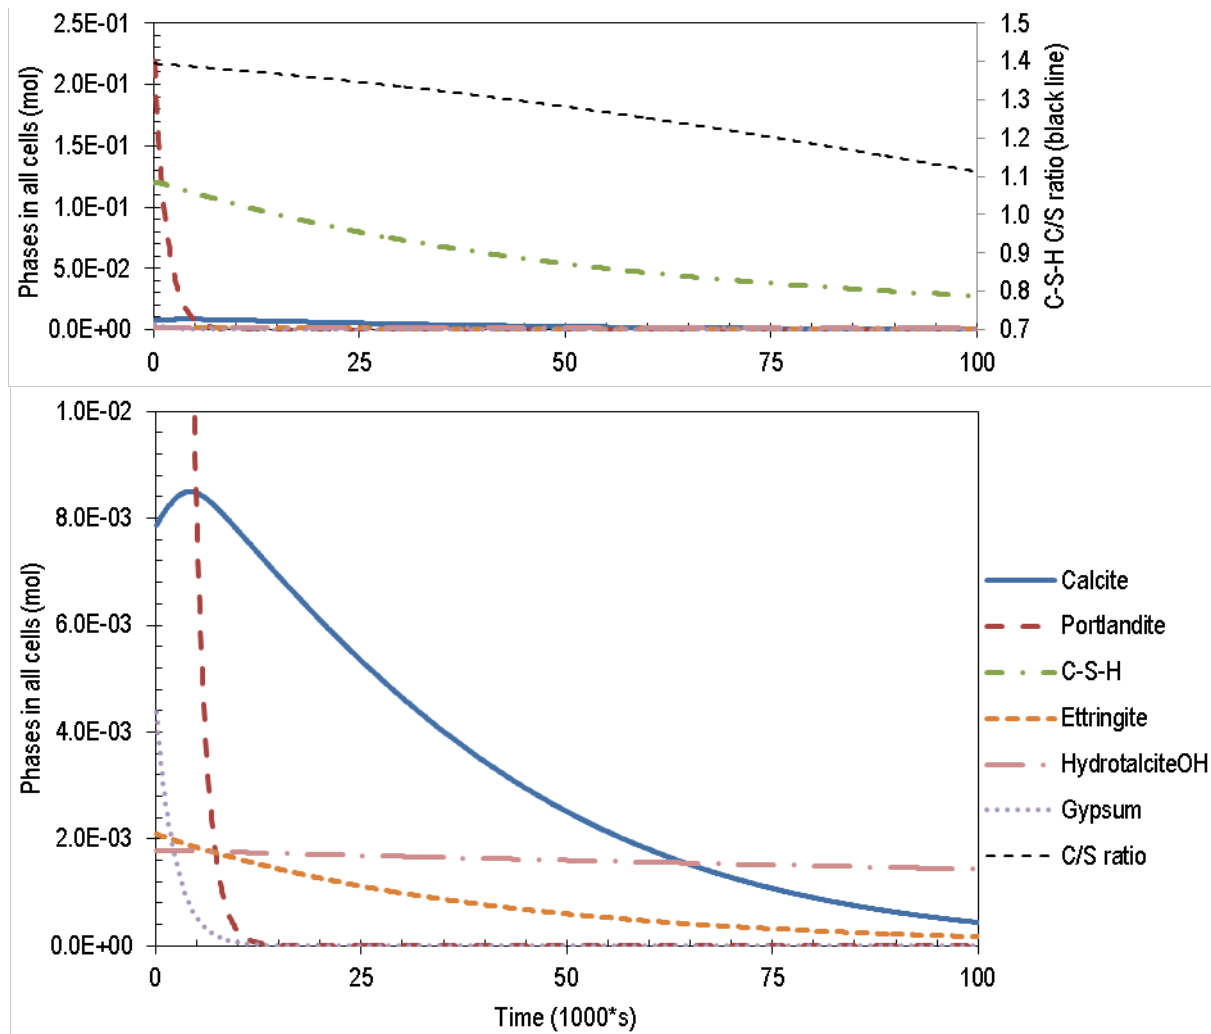 Phases in all cells (mol)
2.5E-01
2.0E-01
1.5E-01
1.0E-01
5.0E-02
0.0E+00
0
25
50
75
100
1.5
1.4
1.3
1.2
1.1
1.0
0.9
0.8
0.7
C-S-H C/S ratio (black line)
Phases in all cells (mol)
1.0E-02
8.0E-03
6.0E-03
4.0E-03
2.0E-03
0.0E+00
0
25
50
75
100
Time (1000*s)
Calcite
Portlandite
C-S-H
Ettringite
HydrotalciteOH
Gypsum
C/S ratio